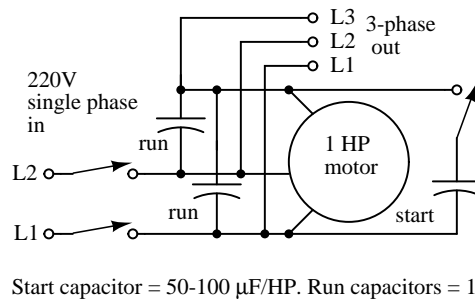 L3 3-phase
L2 out
L1
220V
single phase
in
run
1 HP
motor
L2
run
start
L1
Start capacitor = 50-100 μF/HP. Run capacitors = 1